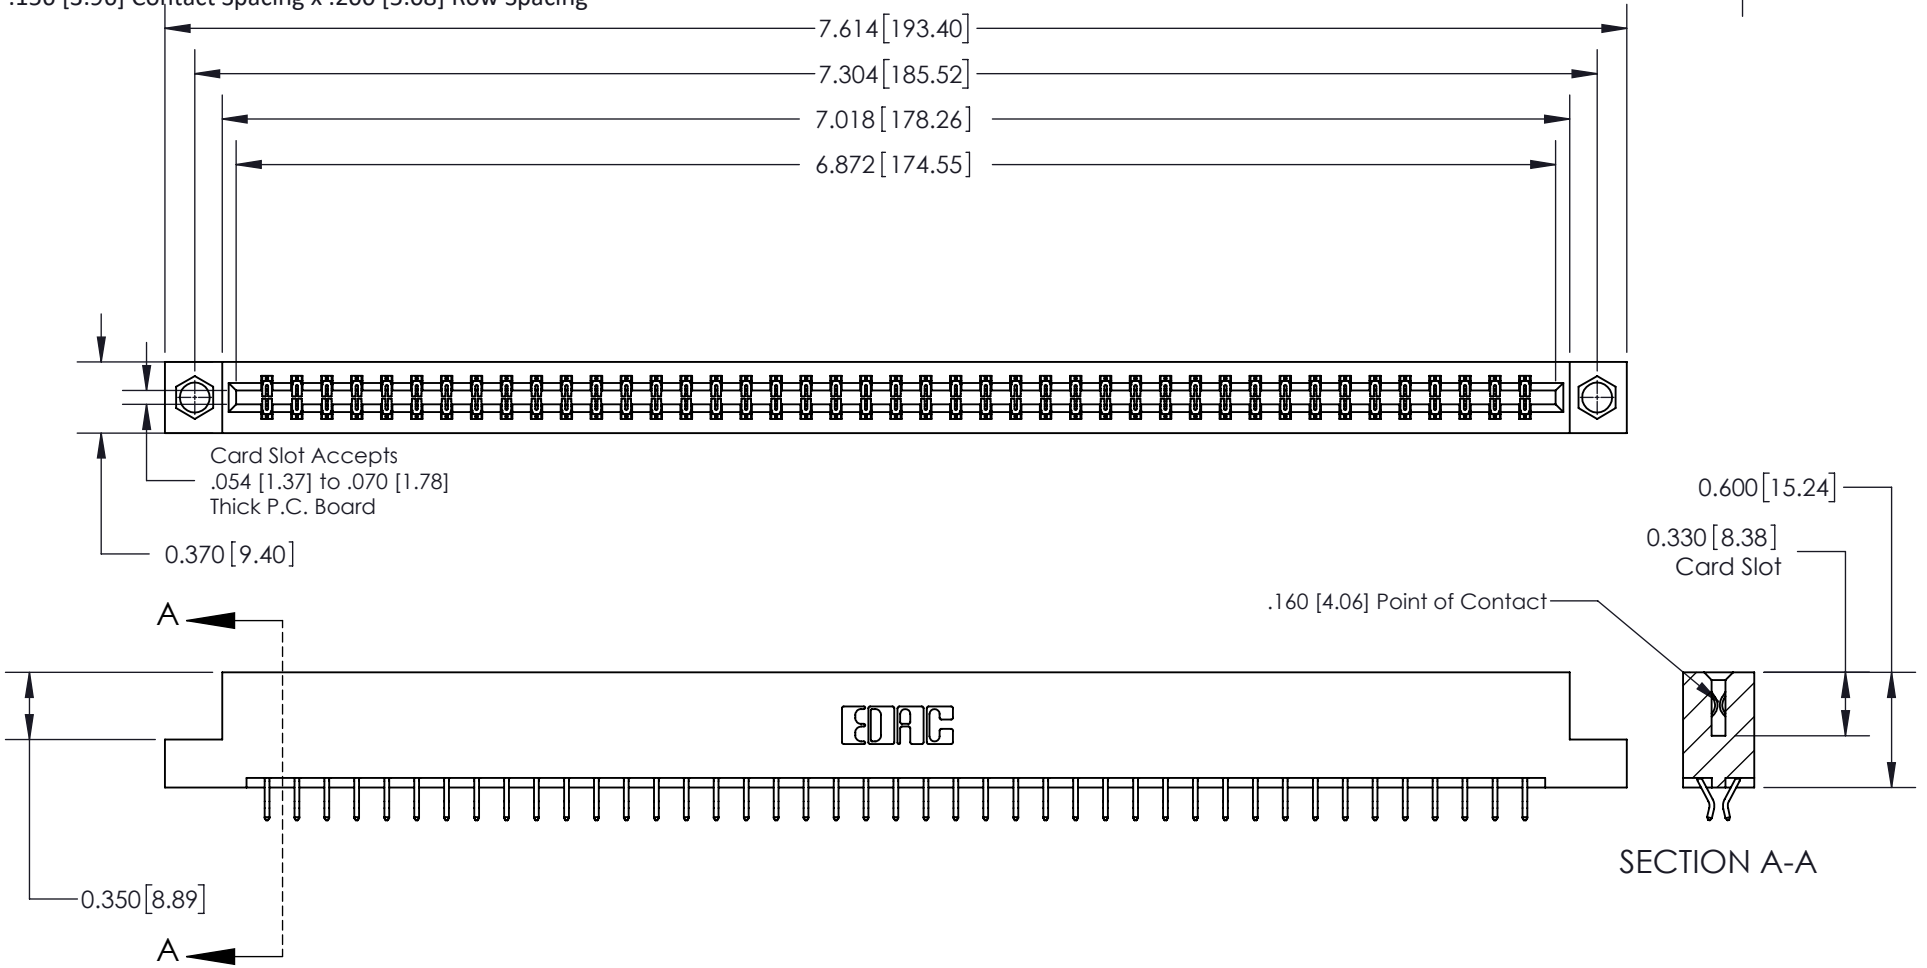 .156 [3.96] Contact Spacing x .200 [5.08] Row Spacing
7.614[193.40]
7.304[185.52]
7.018[178.26]
6.872[174.55]
Card Slot Accepts
.054 [1.37] to .070 [1.78]
Thick P.C. Board
0.370[9.40]
0.600[15.24]
0.330[8.38]
Card Slot
.160 [4.06] Point of Contact
A
EDAC
SECTION A-A
0.350[8.89]
A